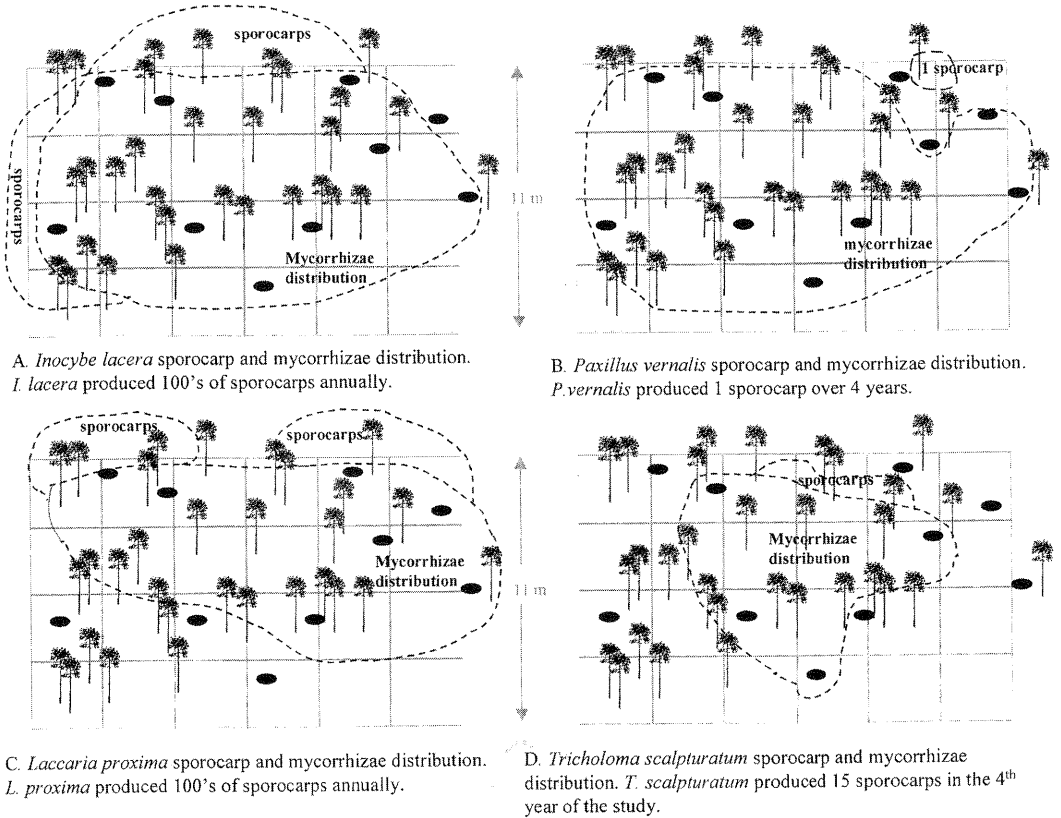 sporocarps
sporocarps
Mycorrhizae
distribution
11 m
1 sporocarp
mycorrhizae
distribution
A. Inocybe lacera sporocarp and mycorrhizae distribution.
I. lacera produced 100's of sporocarps annually.
B. Paxillus vernalis sporocarp and mycorrhizae distribution.
P.vernalis produced 1 sporocarp over 4 years.
sporocarps
sporocarps
Mycorrhizae
distribution
11 m
sporocarps
Mycorrhizae
distribution
C. Laccaria proxima sporocarp and mycorrhizae distribution.
L. proxima produced 100's of sporocarps annually.
D. Tricholoma scalpturatum sporocarp and mycorrhizae
distribution. T. scalpturatum produced 15 sporocarps in the 4th
year of the study.